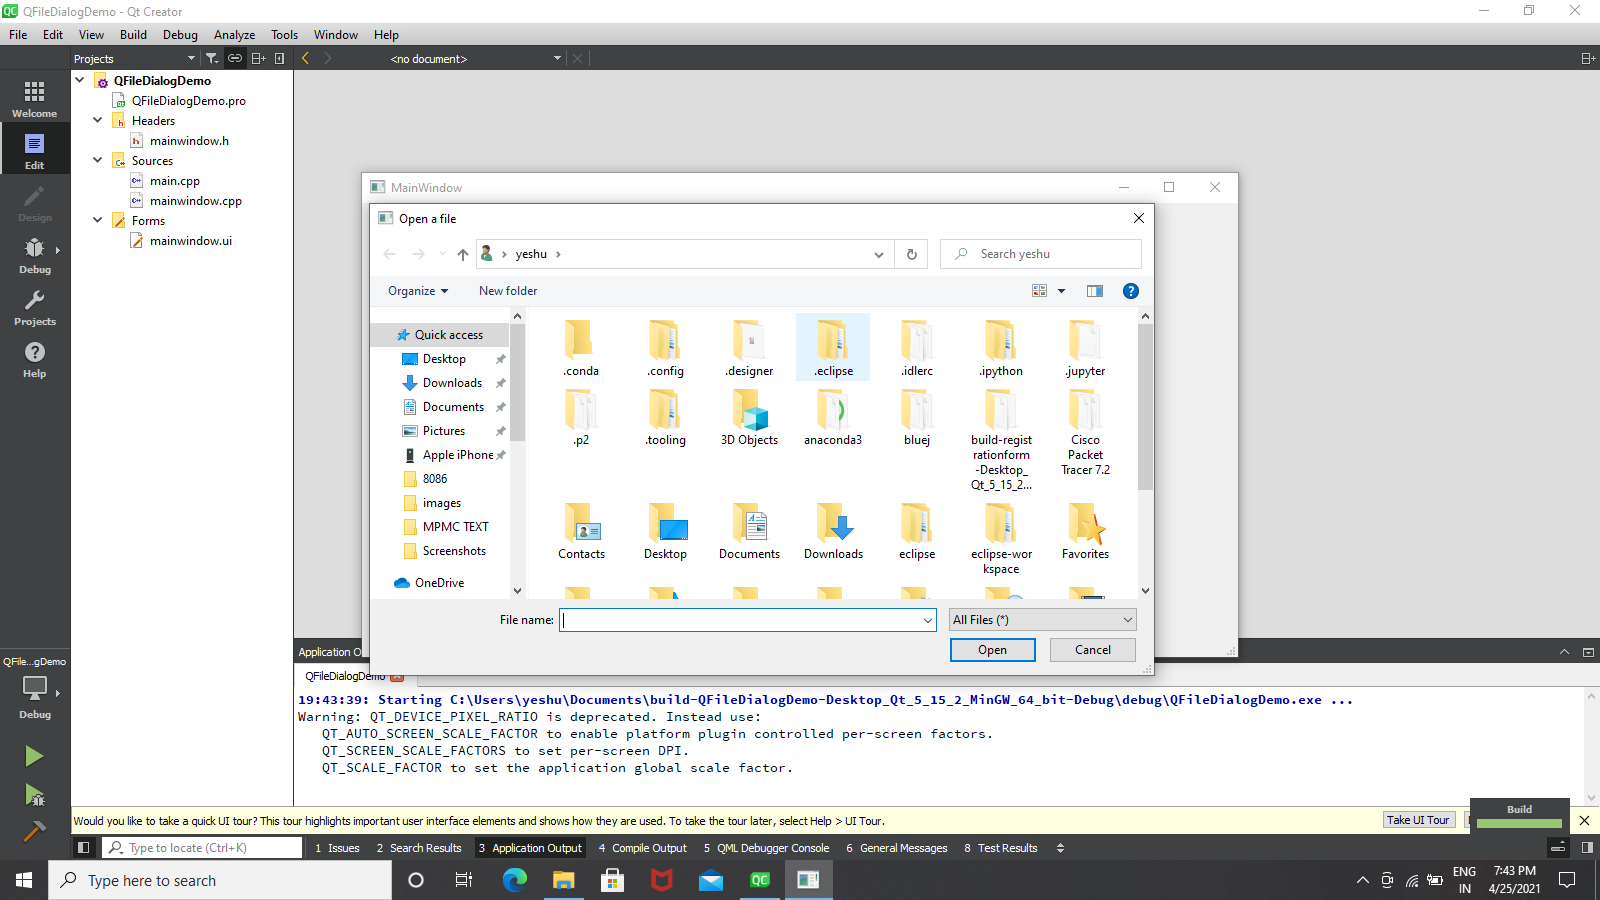 QFileDialogDemo - Qt Creator
File Edit View Build Debug Analyze Tools Window Help
Projects
<no document>
Welcome
Edit
Design
Debug
Projects
Help
QFileDialogDemo
QFileDialogDemo.pro
Headers
mainwindow.h
Sources
main.cpp
mainwindow.cpp
Forms
mainwindow.ui
MainWindow
Open a file
yeshu
Search yeshu
Organize New folder
Quick access
Desktop
Downloads
Documents
Pictures
Apple iPhone
8086
images
MPMC TEXT
Screenshots
OneDrive
.conda .config .designer .eclipse .idlerc .ipython .jupyter
.p2 .tooling 3D Objects anaconda3 bluej build-regist Cisco
rationform Packet
-Desktop_ Tracer 7.2
Qt_5_15_2...
Contacts Desktop Documents Downloads eclipse eclipse-wor Favorites
kspace
File name: All Files (*)
Open Cancel
QFile...gDemo
Debug
Application O
QFileDialogDemo
19:43:39: Starting C:\Users\yeshu\Documents\build-QFileDialogDemo-Desktop_Qt_5_15_2_MinGW_64_bit-Debug\debug\QFileDialogDemo.exe ...
Warning: QT_DEVICE_PIXEL_RATIO is deprecated. Instead use:
QT_AUTO_SCREEN_SCALE_FACTOR to enable platform plugin controlled per-screen factors.
QT_SCREEN_SCALE_FACTORS to set per-screen DPI.
QT_SCALE_FACTOR to set the application global scale factor.
Would you like to take a quick UI tour? This tour highlights important user interface elements and shows how they are used. To take the tour later, select Help > UI Tour.
Take UI Tour
Build
Type to locate (Ctrl+K) 1 Issues 2 Search Results 3 Application Output 4 Compile Output 5 QML Debugger Console 6 General Messages 8 Test Results
Type here to search
ENG
IN
7:43 PM
4/25/2021